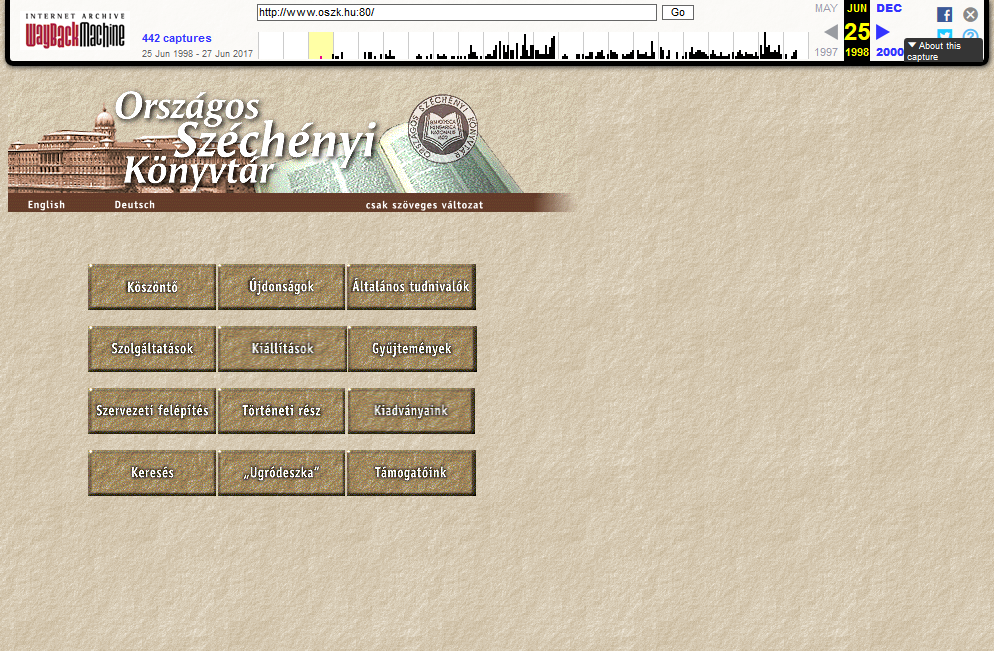 INTERNET ARCHIVE
WayBackMachine
http://www.oszk.hu:80/
Go
442 captures
25 Jun 1998 - 27 Jun 2017
MAY
JUN
DEC
25
1997
1998
2000
▼ About this
capture
Országos
Széchényi
Könyvtár
ORSZÁGOS SZÉCHÉNYI KÖNYVTÁR
English
Deutsch
csak szöveges változat
Köszöntő
Újdonságok
Általános tudnivalók
Szolgáltatások
Kiállítások
Gyűjtemények
Szervezeti felépítés
Történeti rész
Kiadványaink
Keresés
„Ugródeszka”
Támogatóink